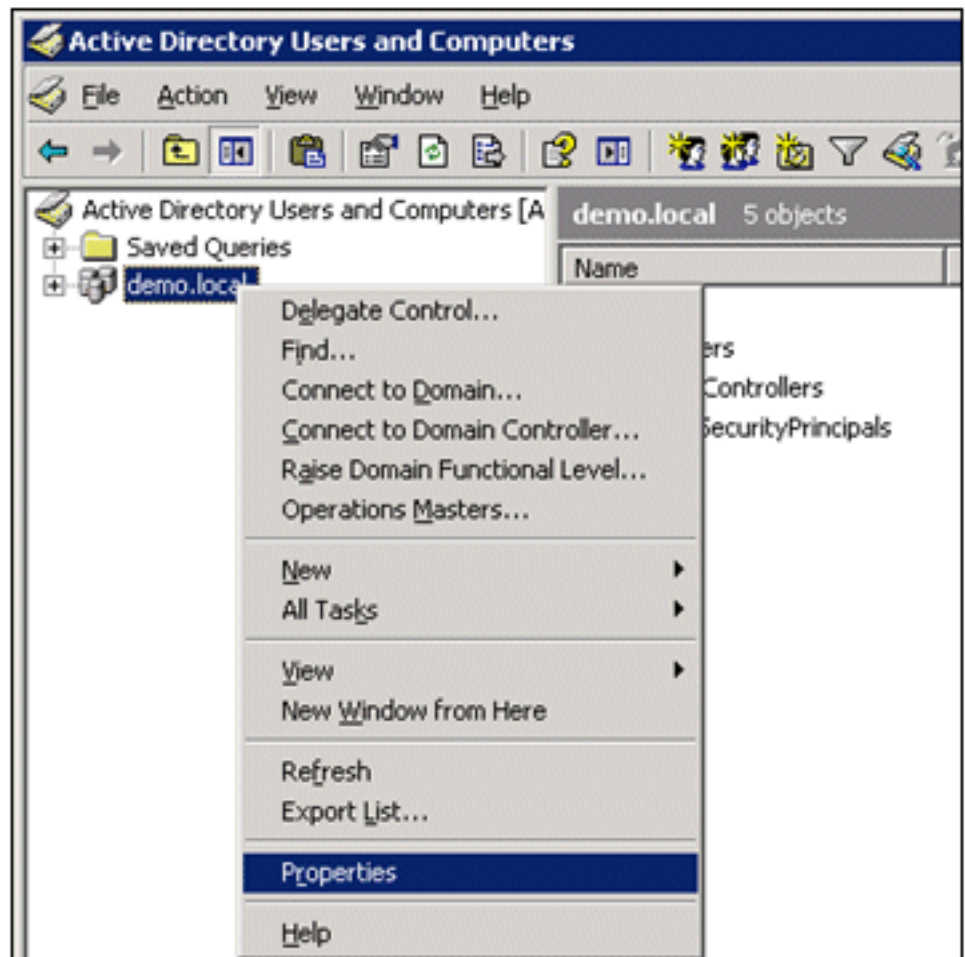 Active Directory Users and Computers
File Action View Window Help
Active Directory Users and Computers [A
Saved Queries
demo.local
demo.local 5 objects
Name
ers
Controllers
SecurityPrincipals
Delegate Control...
Find...
Connect to Domain...
Connect to Domain Controller...
Raise Domain Functional Level...
Operations Masters...
New
All Tasks
View
New Window from Here
Refresh
Export List...
Properties
Help